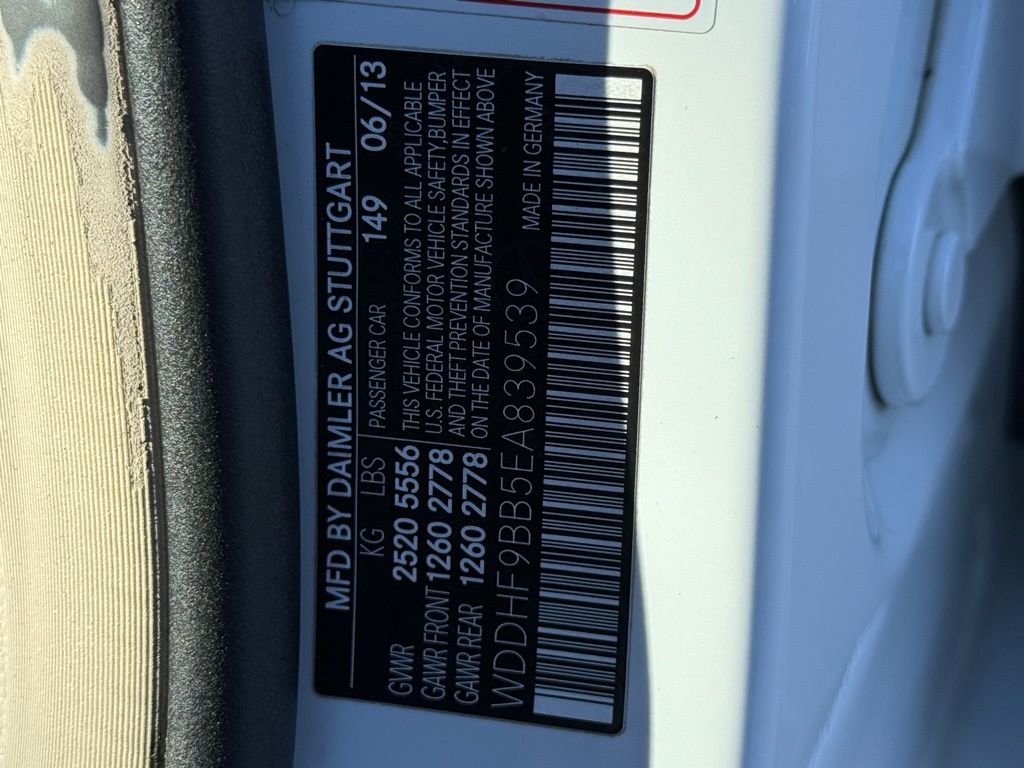 MFD BY DAIMLER AG STUTTGART
KG LBS PASSENGER CAR 149 06/13
GVWR 2520 5556 THIS VEHICLE CONFORMS TO ALL APPLICABLE
GAWR FRONT 1260 2778 U.S. FEDERAL MOTOR VEHICLE SAFETY,BUMPER
AND THEFT PREVENTION STANDARDS IN EFFECT
GAWR REAR 1260 2778 ON THE DATE OF MANUFACTURE SHOWN ABOVE
WDDHF9BB5EA839539 MADE IN GERMANY